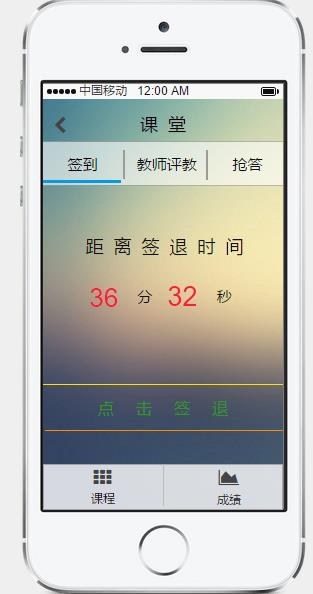 中国移动 12:00 AM
课 堂
签到 教师评教 抢答
距离签退时间
36 分 32 秒
点 击 签 退
课程 成绩